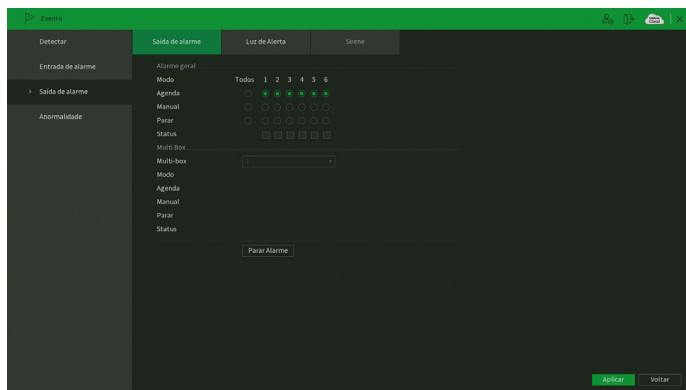 Evento
Detectar
Entrada de alarme
Saída de alarme
Anormalidade
Saída de alarme Luz de Alerta Sirene
Alarme geral
Modo Todos 1 2 3 4 5 6
Agenda
Manual
Parar
Status
Multi Box
Multi-box 1
Modo
Agenda
Manual
Parar
Status
Parar Alarme
Aplicar Voltar